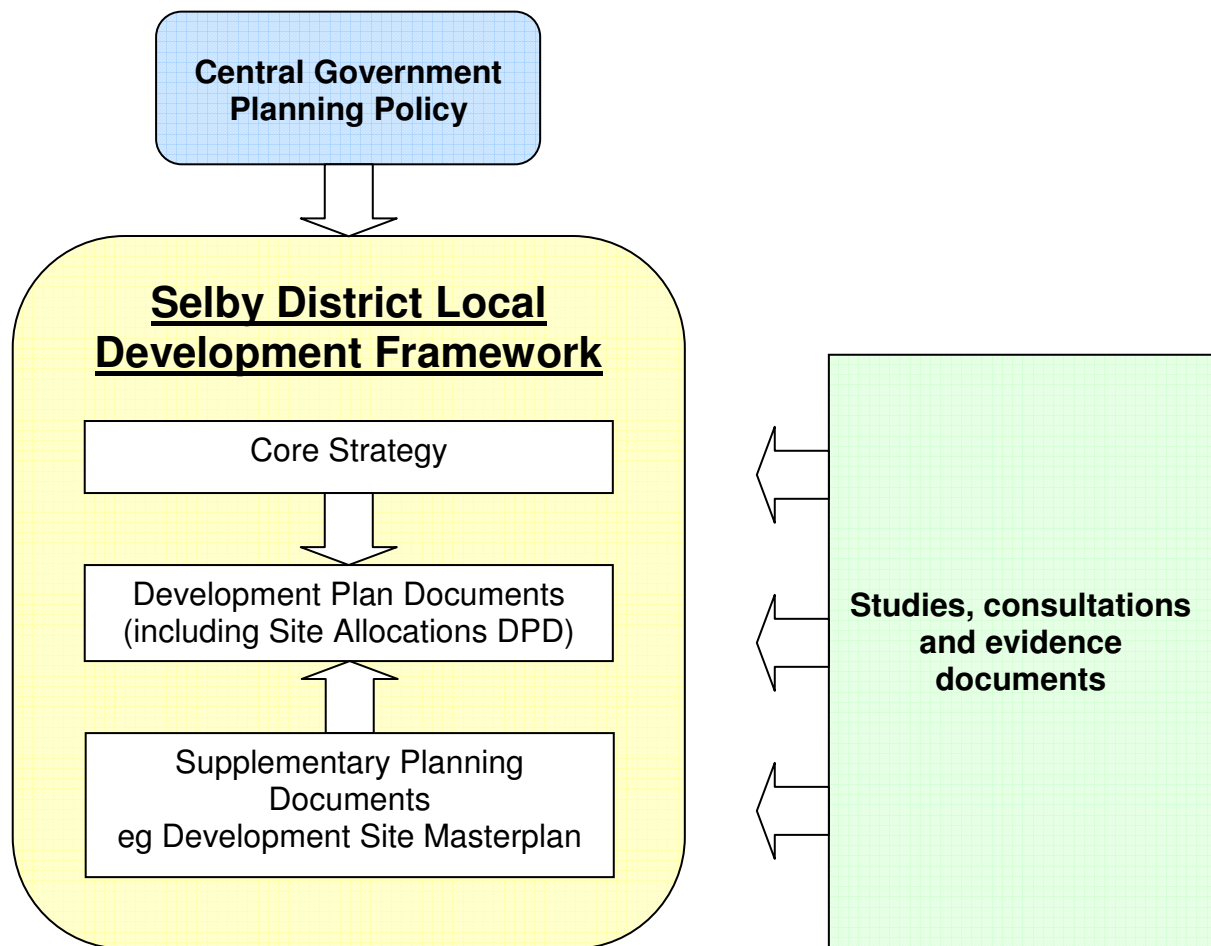 Central Government
Planning Policy
Selby District Local
Development Framework
Core Strategy
Development Plan Documents
(including Site Allocations DPD)
Supplementary Planning
Documents
eg Development Site Masterplan
Studies, consultations
and evidence
documents